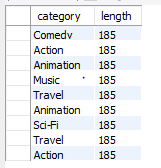 category length
Comedy 185
Action 185
Animation 185
Music 185
Travel 185
Animation 185
Sci-Fi 185
Travel 185
Action 185